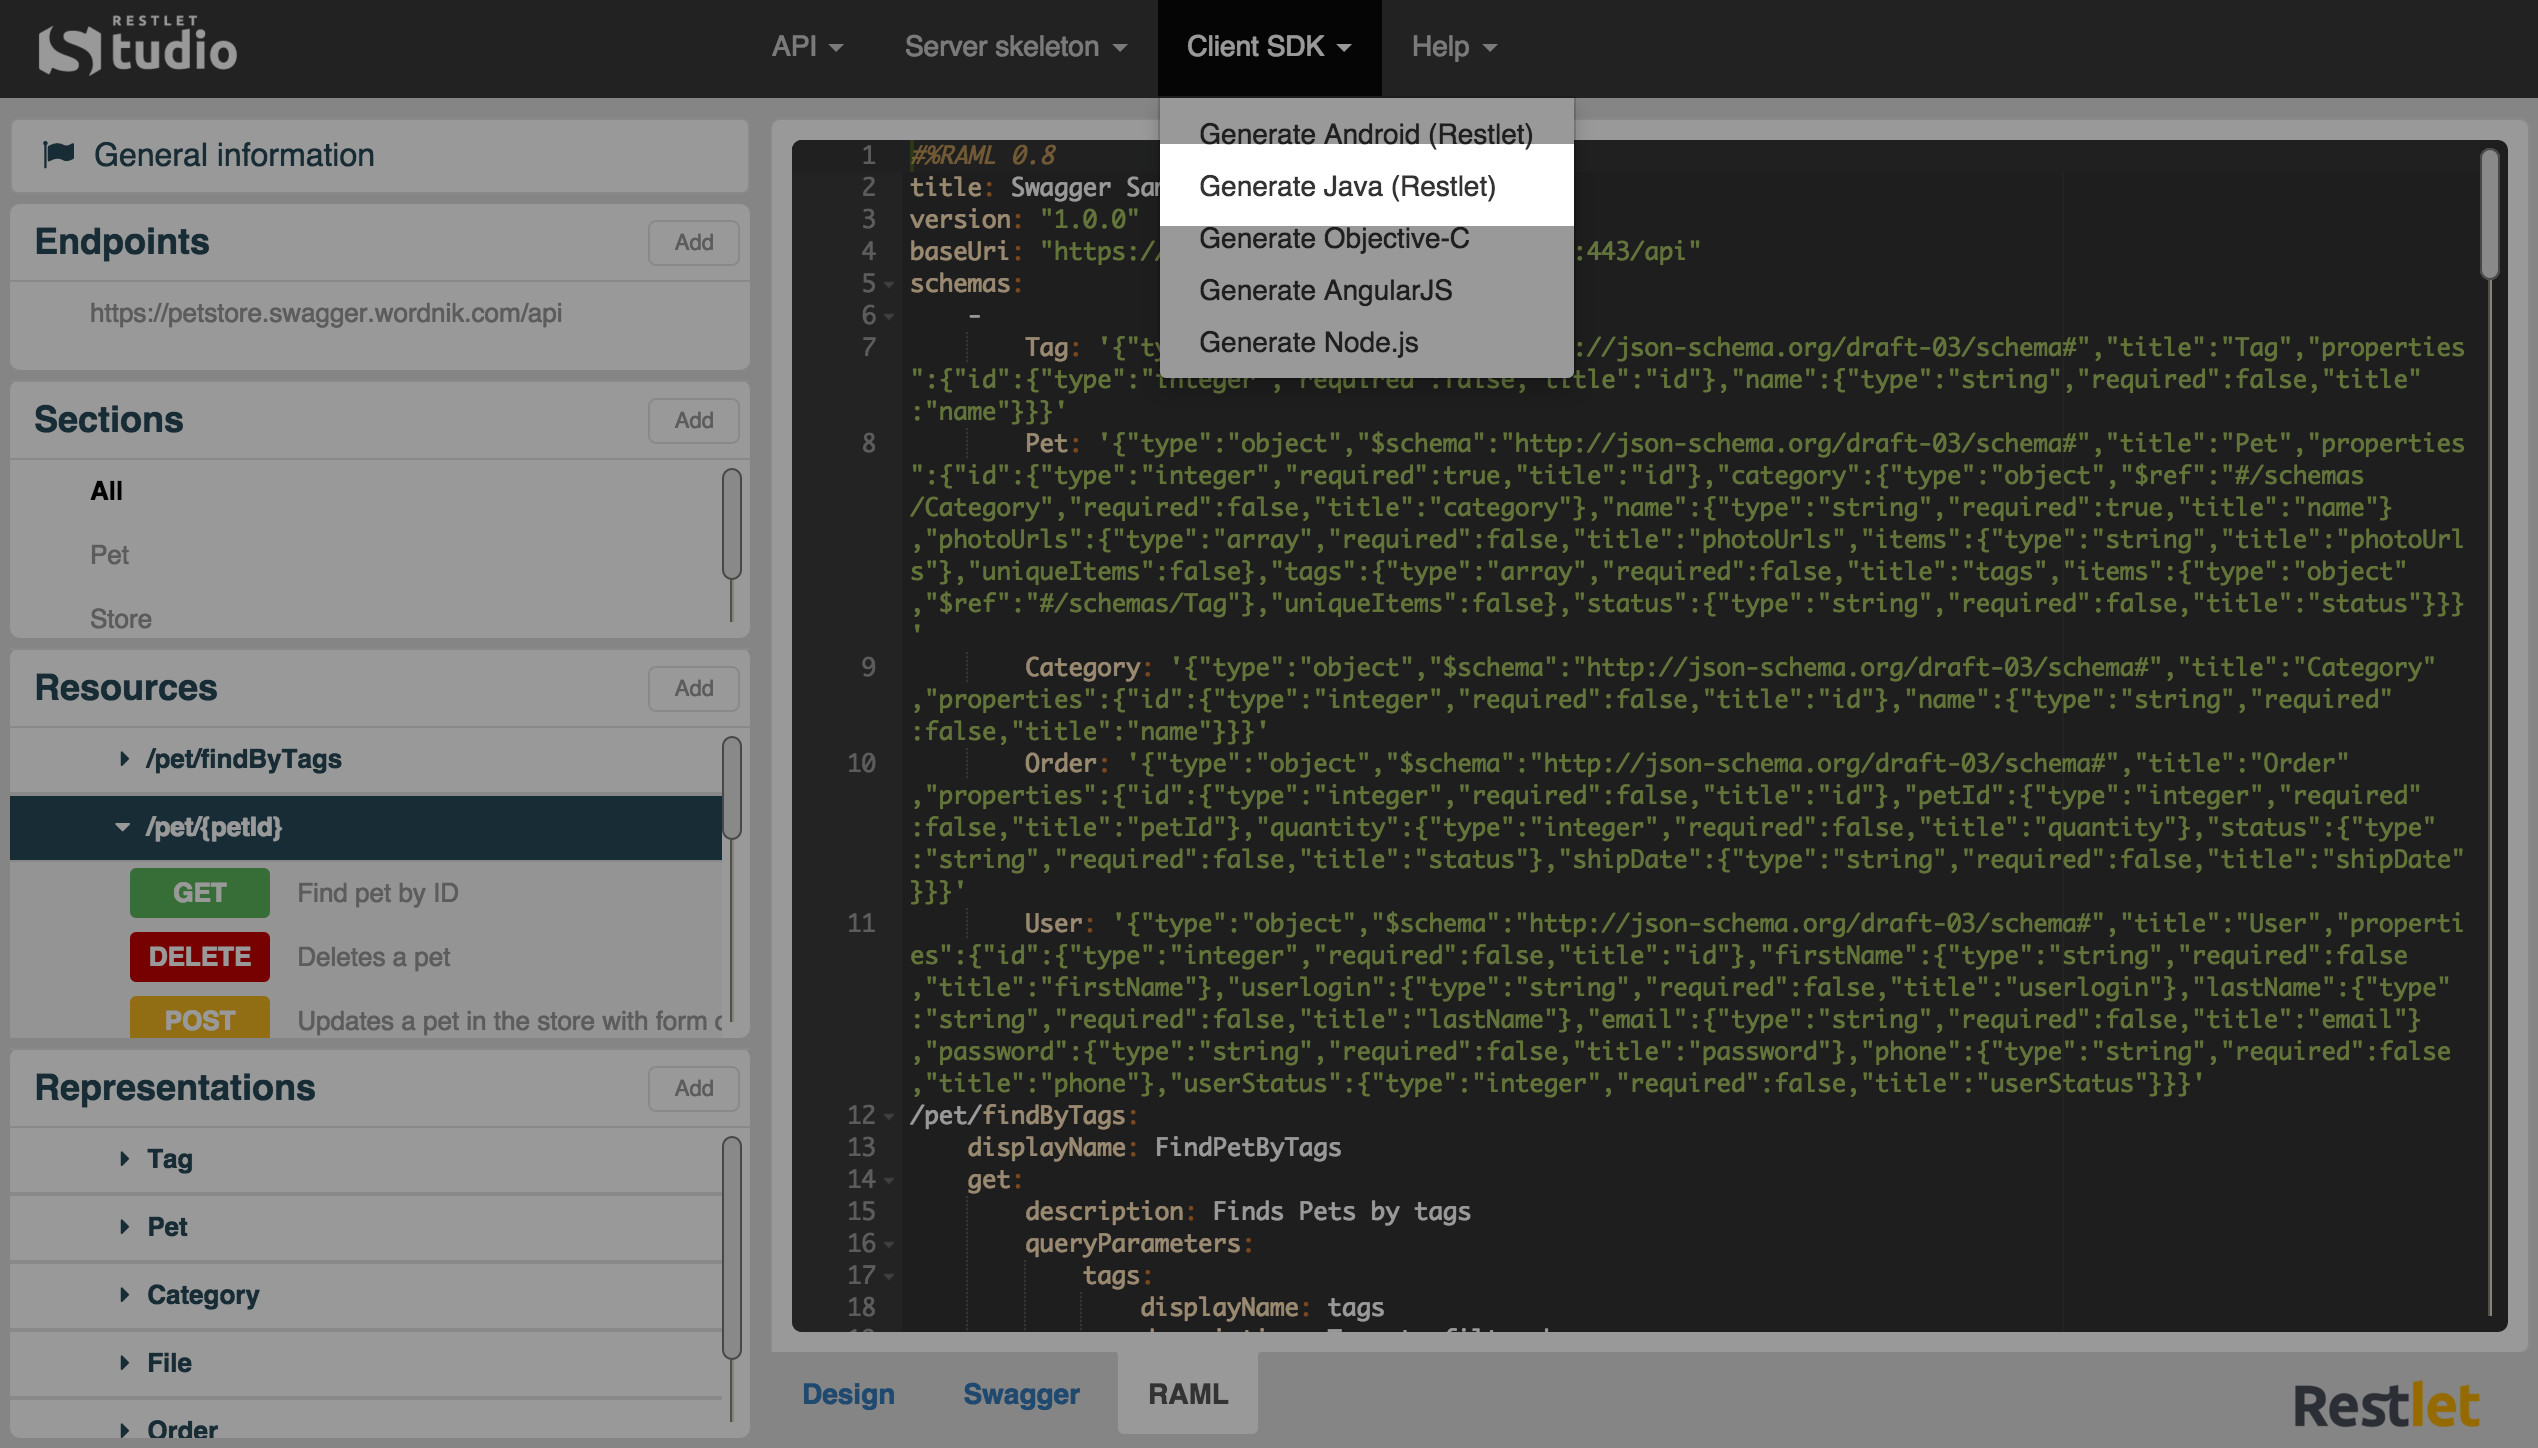 RESTLET
Studio
API
Server skeleton
Client SDK
Help
General information
Endpoints
Add
https://petstore.swagger.wordnik.com/api
Sections
Add
All
Pet
Store
Resources
Add
/pet/findByTags
/pet/{petId}
GET Find pet by ID
DELETE Deletes a pet
POST Updates a pet in the store with form
Representations
Add
Tag
Pet
Category
File
Order
Generate Android (Restlet)
Generate Java (Restlet)
Generate Objective-C
Generate AngularJS
Generate Node.js
1 #%RAML 0.8
2 title: Swagger
3 version: "1.0.0"
4 baseUri: "https:// :443/api"
5 schemas:
6 -
7 Tag: '{" ://json-schema.org/draft-03/schema#","title":"Tag","properties
":{"id":{"type":"integer","required":false,"title":"id"},"name":{"type":"string","required":false,"title"
:"name"}}}'
8 Pet: '{"type":"object","$schema":"http://json-schema.org/draft-03/schema#","title":"Pet","properties
":{"id":{"type":"integer","required":true,"title":"id"},"category":{"type":"object","$ref":"#/schemas
/Category","required":false,"title":"category"},"name":{"type":"string","required":true,"title":"name"}
,"photoUrls":{"type":"array","required":false,"title":"photoUrls","items":{"type":"string","title":"photoUrl
s"},"uniqueItems":false},"tags":{"type":"array","required":false,"title":"tags","items":{"type":"object"
,"$ref":"#/schemas/Tag"},"uniqueItems":false},"status":{"type":"string","required":false,"title":"status"}}}
'
9 Category: '{"type":"object","$schema":"http://json-schema.org/draft-03/schema#","title":"Category"
,"properties":{"id":{"type":"integer","required":false,"title":"id"},"name":{"type":"string","required"
:false,"title":"name"}}}'
10 Order: '{"type":"object","$schema":"http://json-schema.org/draft-03/schema#","title":"Order"
,"properties":{"id":{"type":"integer","required":false,"title":"id"},"petId":{"type":"integer","required"
:false,"title":"petId"},"quantity":{"type":"integer","required":false,"title":"quantity"},"status":{"type"
:"string","required":false,"title":"status"},"shipDate":{"type":"string","required":false,"title":"shipDate"
}}}'
11 User: '{"type":"object","$schema":"http://json-schema.org/draft-03/schema#","title":"User","properti
es":{"id":{"type":"integer","required":false,"title":"id"},"firstName":{"type":"string","required":false
,"title":"firstName"},"userlogin":{"type":"string","required":false,"title":"userlogin"},"lastName":{"type"
:"string","required":false,"title":"lastName"},"email":{"type":"string","required":false,"title":"email"}
,"password":{"type":"string","required":false,"title":"password"},"phone":{"type":"string","required":false
,"title":"phone"},"userStatus":{"type":"integer","required":false,"title":"userStatus"}}}'
12 /pet/findByTags:
13 displayName: FindPetByTags
14 get:
15 description: Finds Pets by tags
16 queryParameters:
17 tags:
18 displayName: tags
Design
Swagger
RAML
Restlet